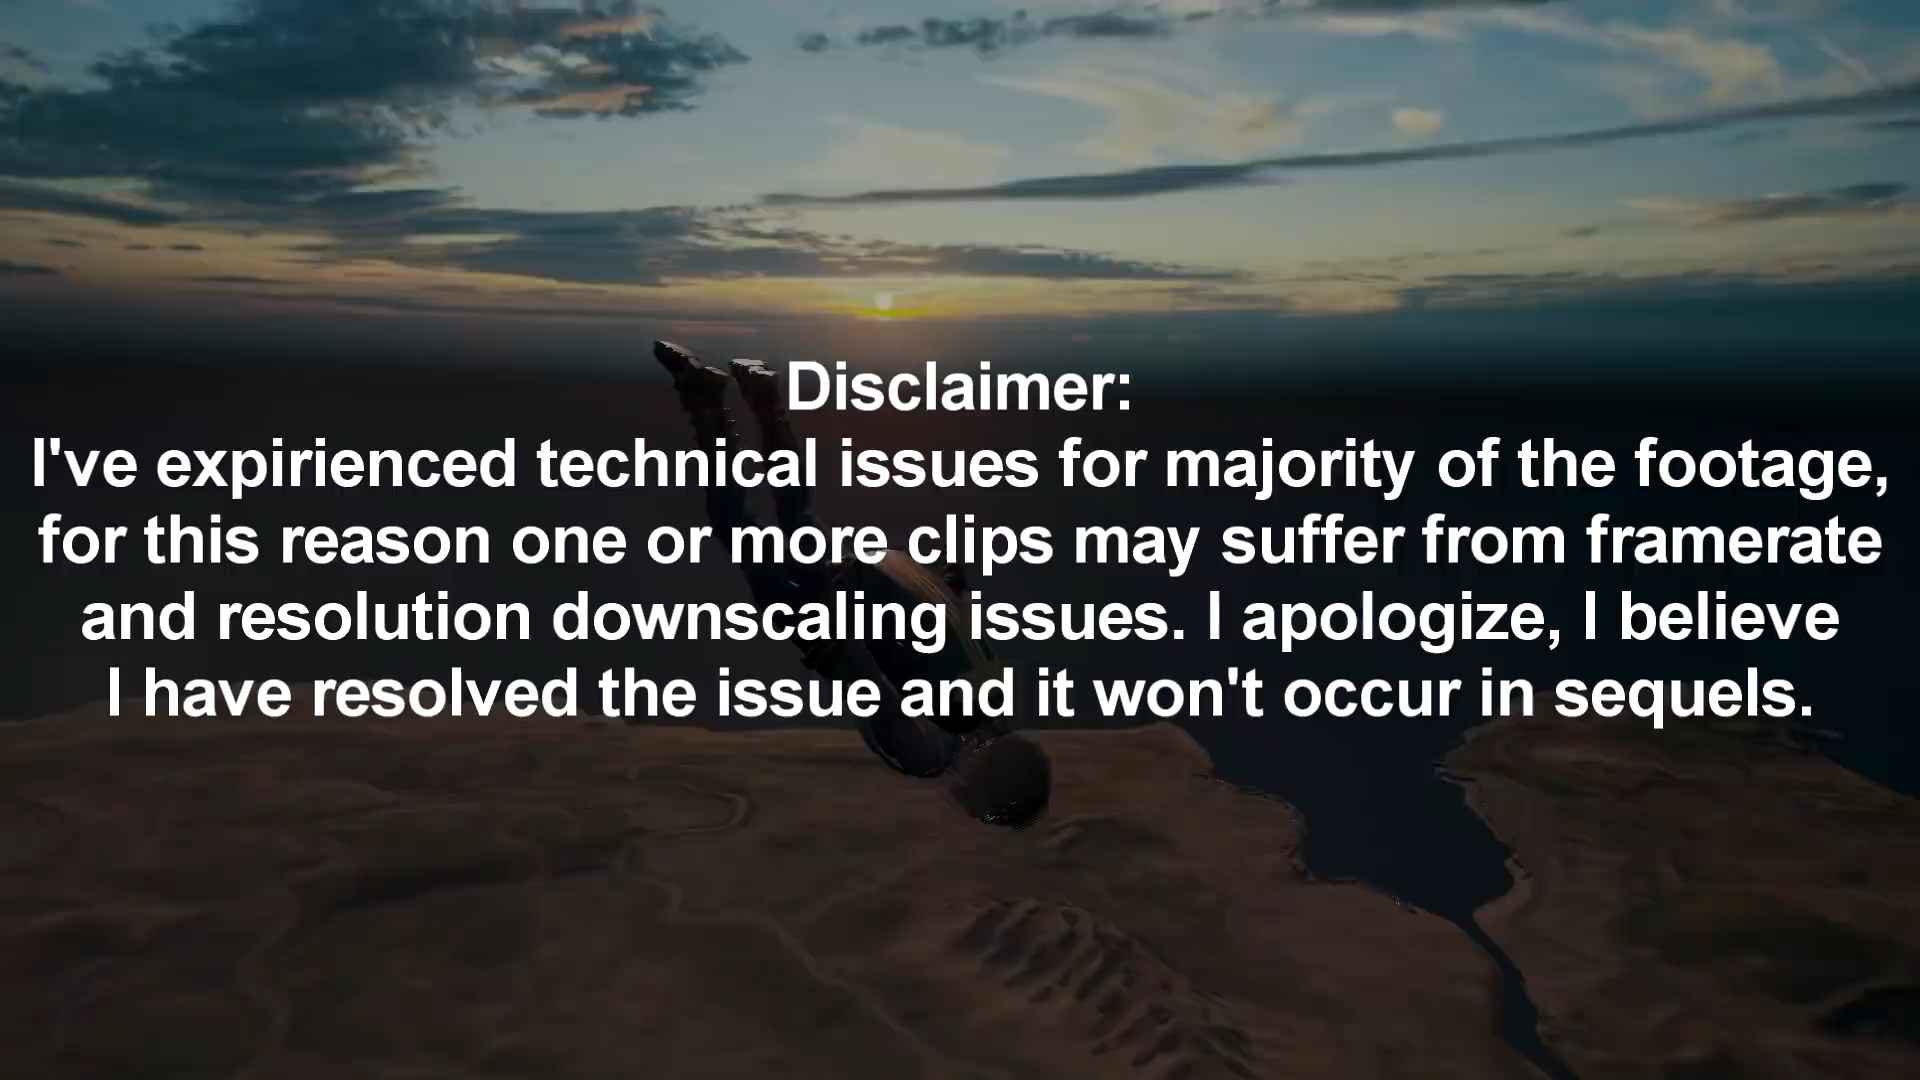 Disclaimer:
I've expirienced technical issues for majority of the footage,
for this reason one or more clips may suffer from framerate
and resolution downscaling issues. I apologize, I believe
I have resolved the issue and it won't occur in sequels.